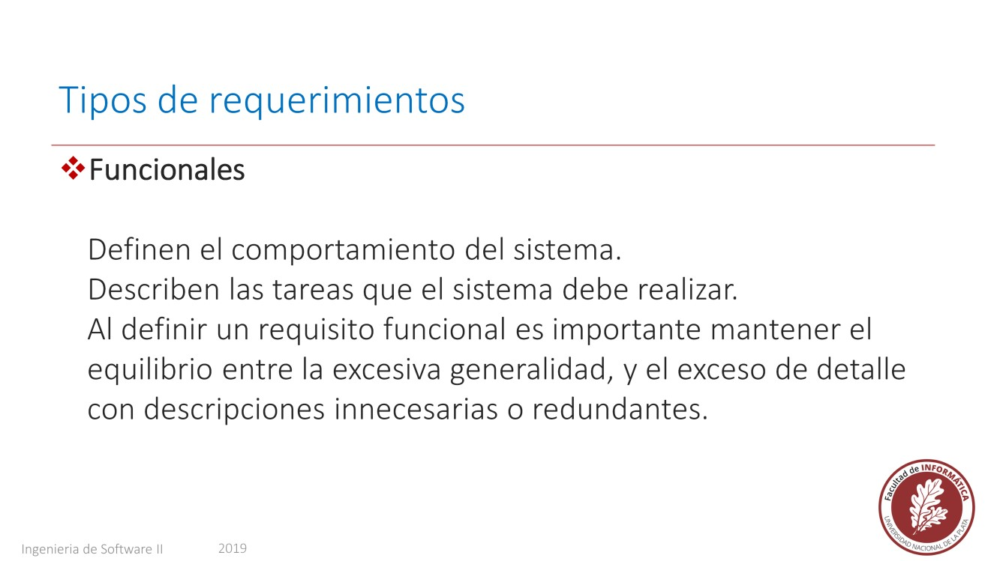 Tipos de requerimientos
Funcionales
Definen el comportamiento del sistema.
Describen las tareas que el sistema debe realizar.
Al definir un requisito funcional es importante mantener el
equilibrio entre la excesiva generalidad, y el exceso de detalle
con descripciones innecesarias o redundantes.
Facultad de INFORMÁTICA
UNIVERSIDAD NACIONAL DE LA PLATA
Ingenieria de Software II 2019